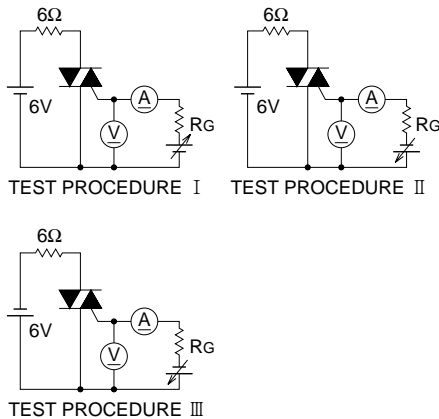 6Ω
6V
A
V
RG
TEST PROCEDURE Ⅰ
6Ω
6V
A
V
RG
TEST PROCEDURE Ⅱ
6Ω
6V
A
V
RG
TEST PROCEDURE Ⅲ